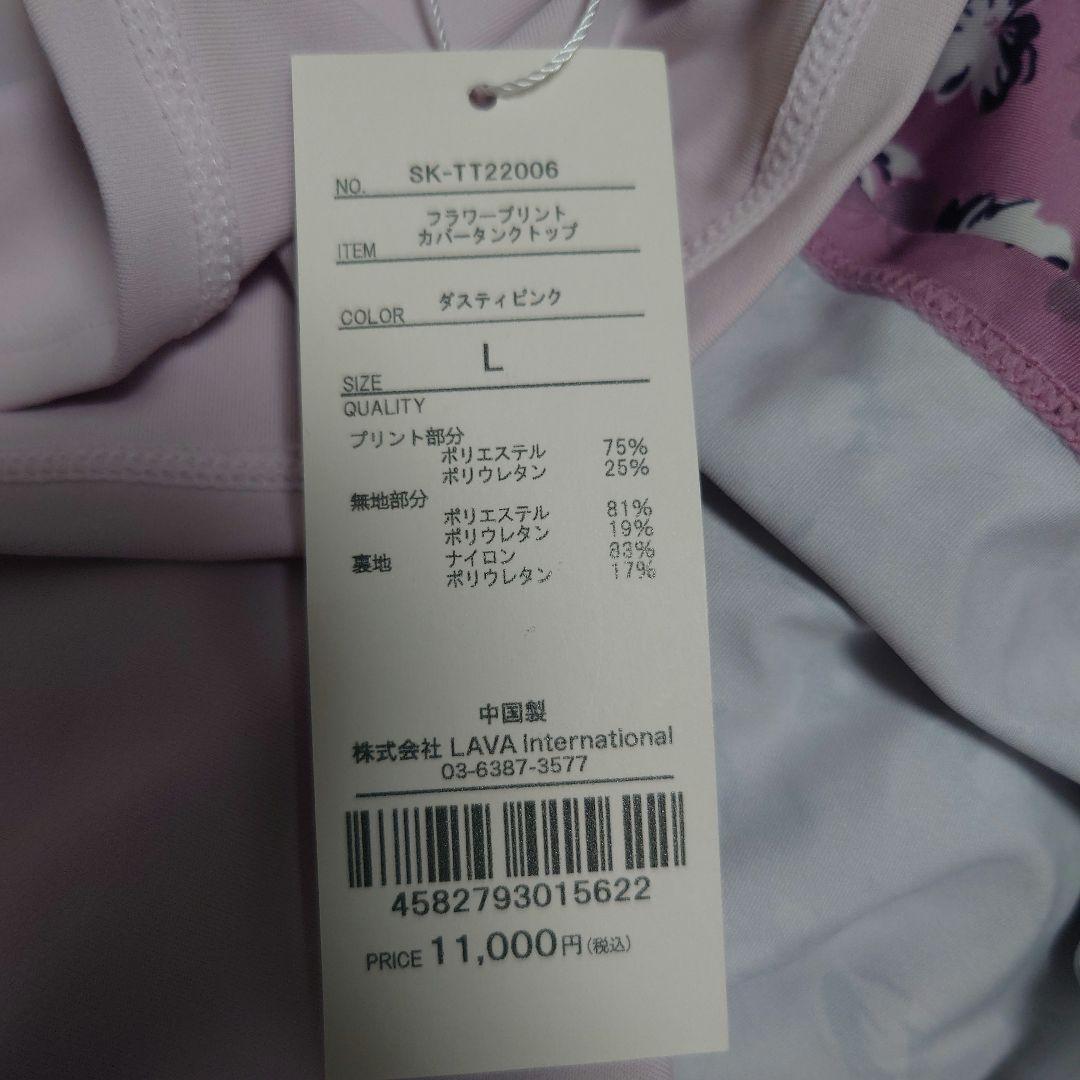 NO. SK-TT22006
フラワープリント
ITEM カバータンクトップ
COLOR ダスティピンク
SIZE L
QUALITY
プリント部分
ポリエステル 75%
ポリウレタン 25%
無地部分
ポリエステル 81%
ポリウレタン 19%
裏地 ナイロン 83%
ポリウレタン 17%
中国製
株式会社 LAVA International
03-6387-3577
4582793015622
PRICE 11,000円(税込)